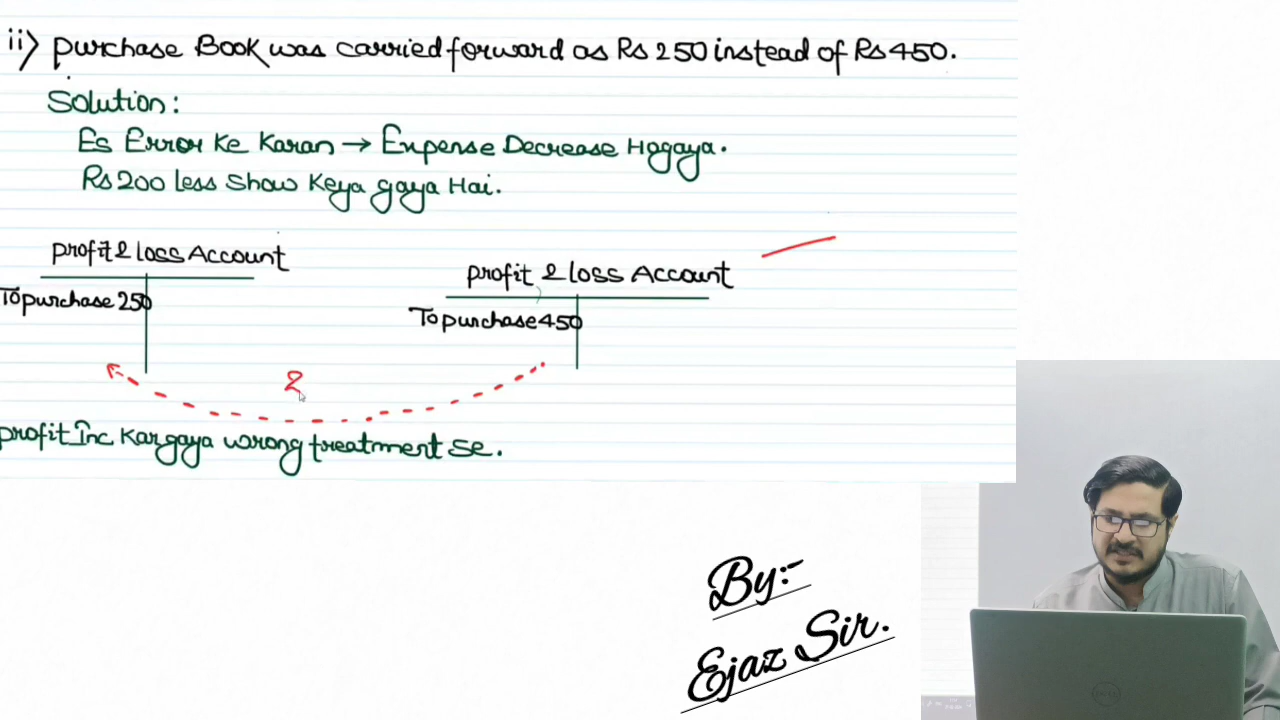 ii) purchase Book was carried forward as Rs 250 instead of Rs 450.
Solution:
Es Error Ke Karan → Expense Decrease Hogaya.
Rs 200 less show Keya gaya Hai.
profit & loss Account
To purchase 250
profit & loss Account
To purchase 450
2
profit Inc Kargaya wrong treatment se.
By:-
Ejaz Sir.
DELL